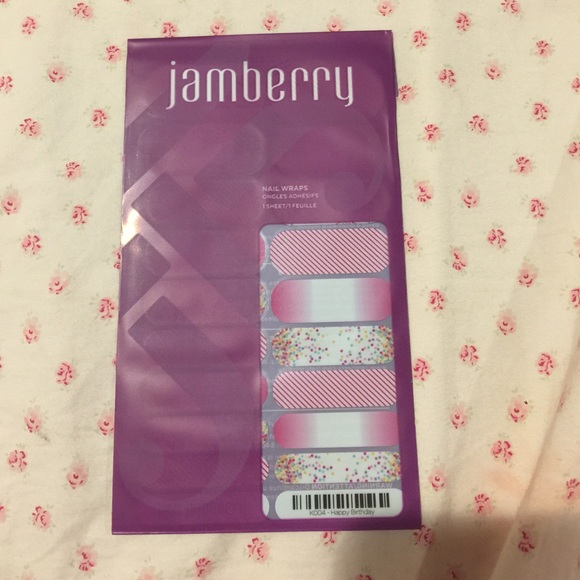 jamberry
NAIL WRAPS
ONGLES ADHÉSIFS
1 SHEET/1 FEUILLE
K004 - Happy Birthday